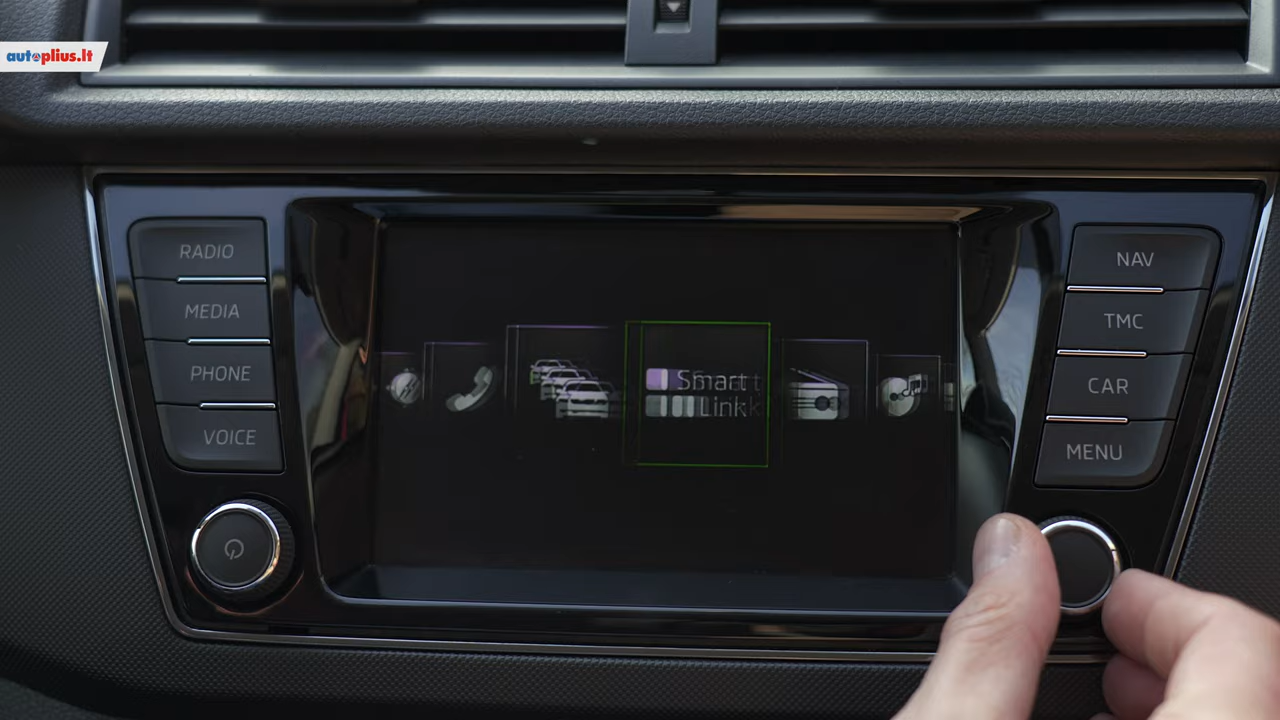 autoplius.lt
RADIO
MEDIA
PHONE
VOICE
Smart
Link
NAV
TMC
CAR
MENU